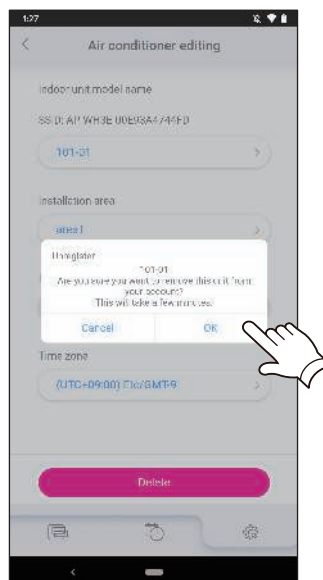 1:27
Air conditioner editing
Indoor unit model name
101-01
Installation area
area1
Unregister
101-01
Are you sure you want to remove this unit from
your account?
This will take a few minutes.
Cancel
OK
Time zone
(UTC+09:00) Etc/GMT-9
Delete